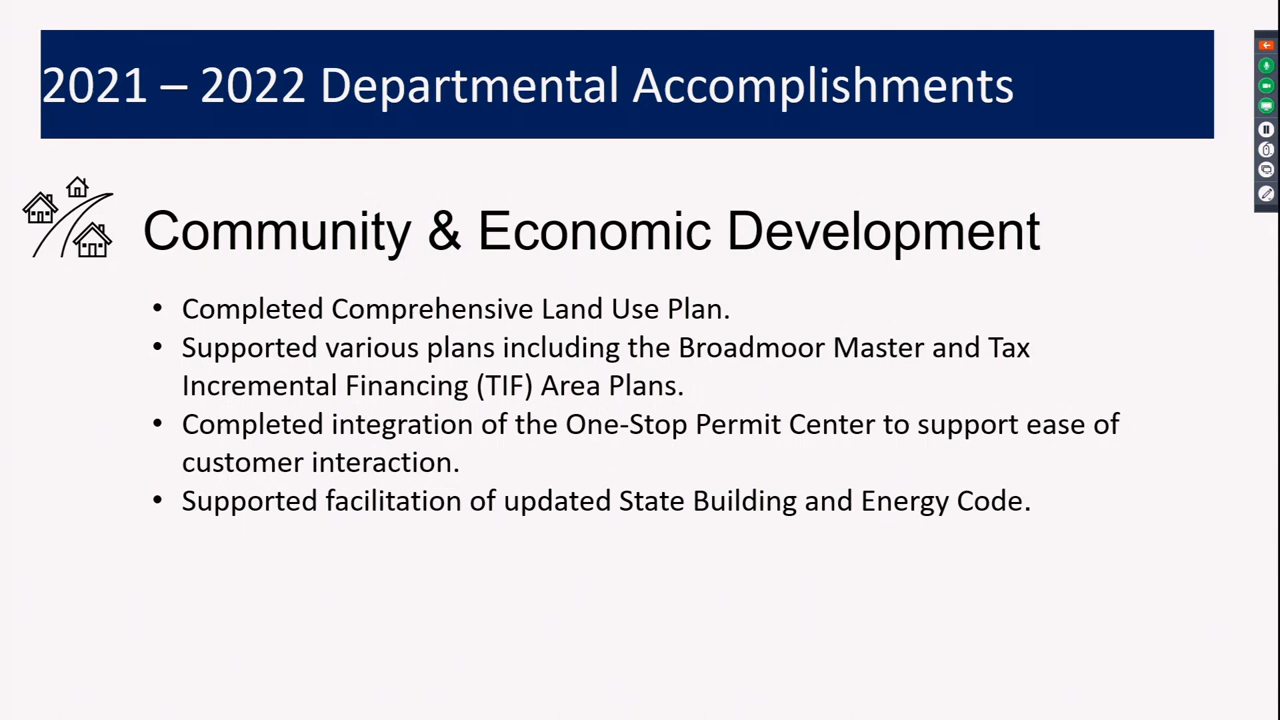 2021 – 2022 Departmental Accomplishments
Community & Economic Development
• Completed Comprehensive Land Use Plan.
• Supported various plans including the Broadmoor Master and Tax
Incremental Financing (TIF) Area Plans.
• Completed integration of the One-Stop Permit Center to support ease of
customer interaction.
• Supported facilitation of updated State Building and Energy Code.